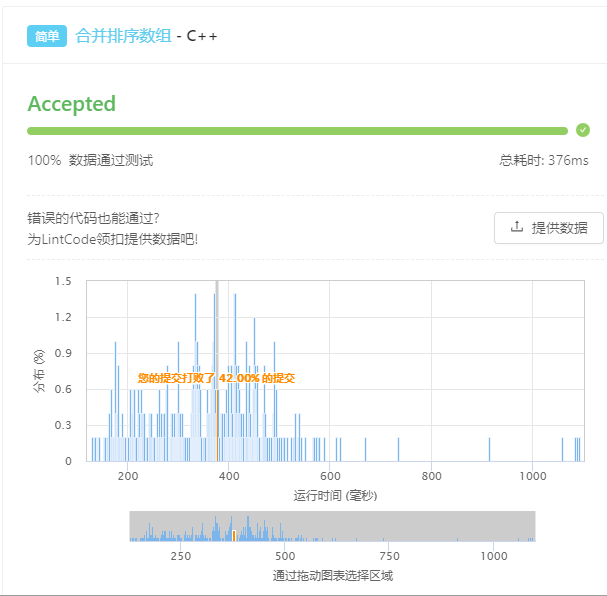 简单 合并排序数组 - C++
Accepted
100% 数据通过测试 总耗时: 376ms
错误的代码也能通过?
为LintCode领扣提供数据吧!
提供数据
1.5
1.2
0.9
0.6
0.3
0
分布 (%)
您的提交打败了 42.00% 的提交
200 400 600 800 1000
运行时间 (毫秒)
250 500 750 1000
通过拖动图表选择区域